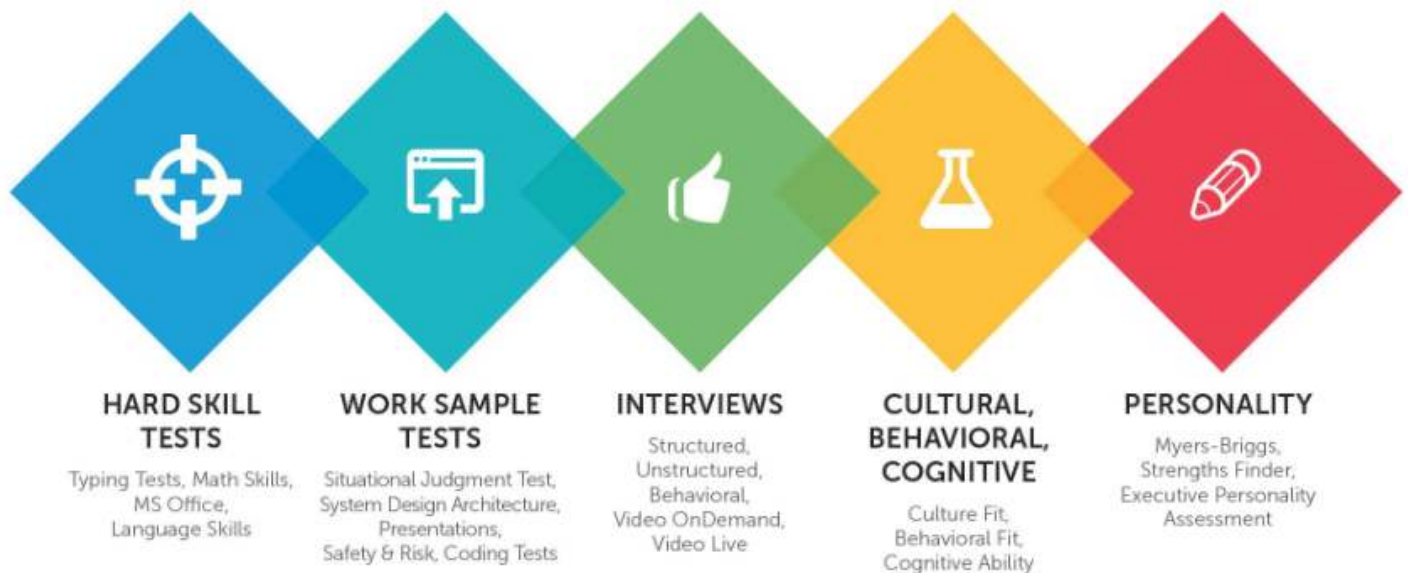 HARD SKILL
TESTS
Typing Tests, Math Skills,
MS Office,
Language Skills
WORK SAMPLE
TESTS
Situational Judgment Test,
System Design Architecture,
Presentations,
Safety & Risk, Coding Tests
INTERVIEWS
Structured,
Unstructured,
Behavioral,
Video OnDemand,
Video Live
CULTURAL,
BEHAVIORAL,
COGNITIVE
Culture Fit,
Behavioral Fit,
Cognitive Ability
PERSONALITY
Myers-Briggs,
Strengths Finder,
Executive Personality
Assessment